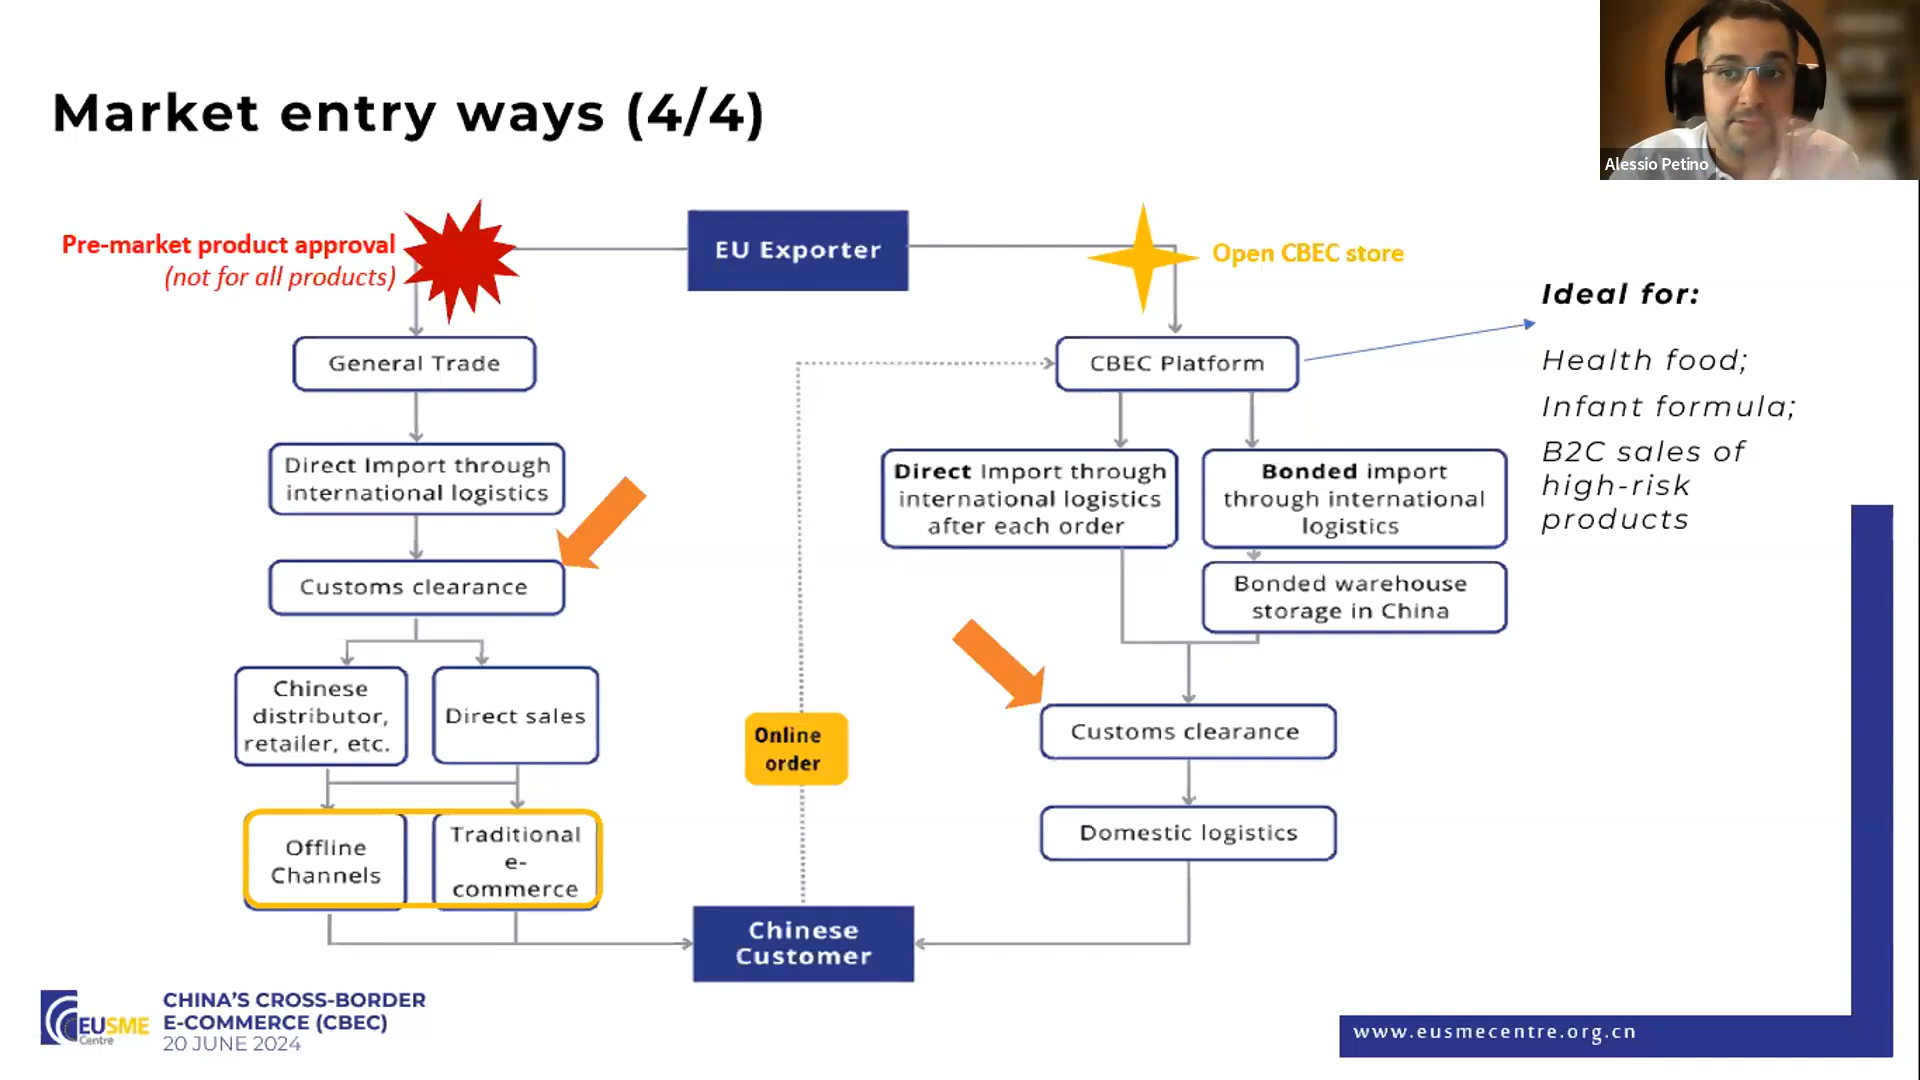 Market entry ways (4/4)
Alessio Petino
Pre-market product approval
(not for all products)
EU Exporter
Open CBEC store
Ideal for:
Health food;
Infant formula;
B2C sales of
high-risk
products
General Trade
CBEC Platform
Direct Import through
international logistics
Direct Import through
international logistics
after each order
Bonded import
through international
logistics
Customs clearance
Bonded warehouse
storage in China
Chinese
distributor,
retailer, etc.
Direct sales
Online
order
Customs clearance
Offline
Channels
Traditional
e-
commerce
Domestic logistics
Chinese
Customer
EUSME
Centre
CHINA'S CROSS-BORDER
E-COMMERCE (CBEC)
20 JUNE 2024
www.eusmecentre.org.cn